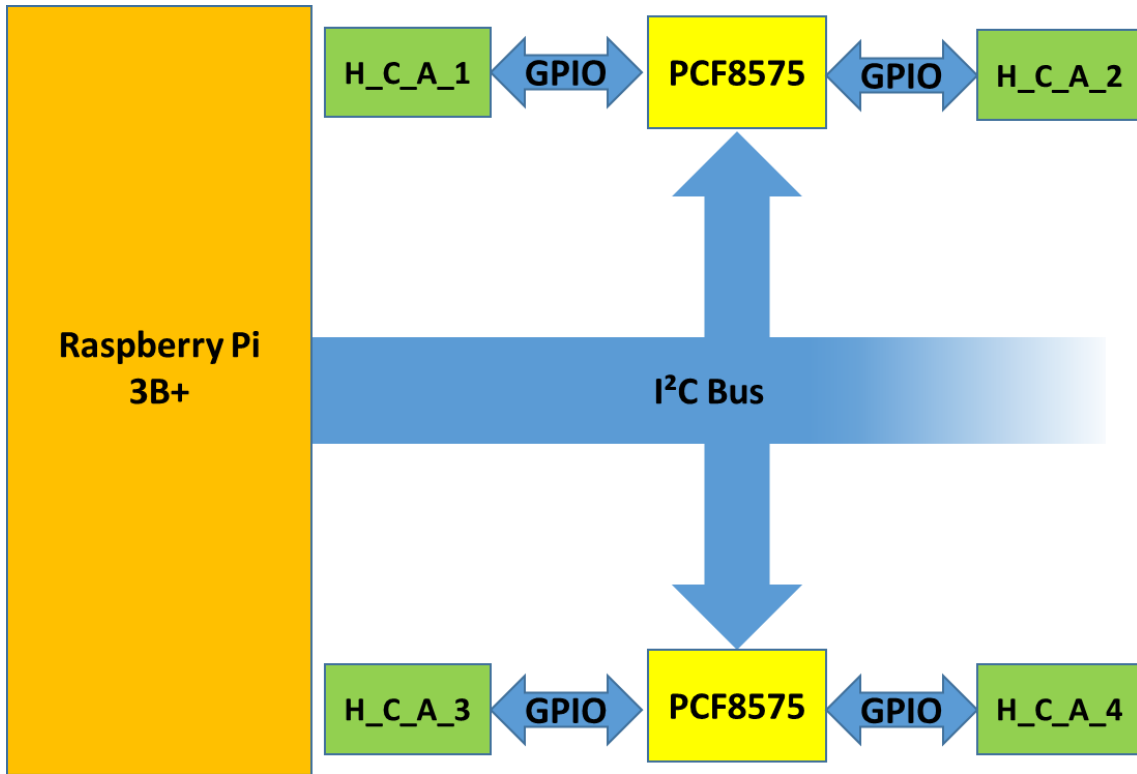 H_C_A_1
GPIO
PCF8575
GPIO
H_C_A_2
Raspberry Pi
3B+
I²C Bus
H_C_A_3
GPIO
PCF8575
GPIO
H_C_A_4